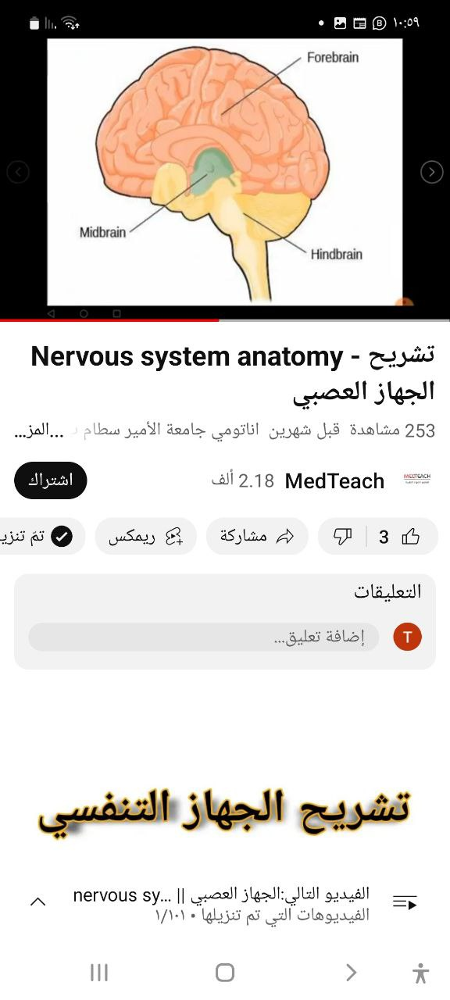 ١٠:٥٩
Forebrain
Midbrain
Hindbrain
Nervous system anatomy - تشريح
الجهاز العصبي
253 مشاهدة قبل شهرين اناتومي جامعة الأمير سطام ...المز...
MEDTEACH
MedTeach 2.18 ألف
اشتراك
3
مشاركة
ريمكس
تمّ تنزي
التعليقات
T
إضافة تعليق...
تشريح الجهاز التنفسي
الفيديو التالي:الجهاز العصبي || nervous sy...
الفيديوهات التي تم تنزيلها • ١/١٠١